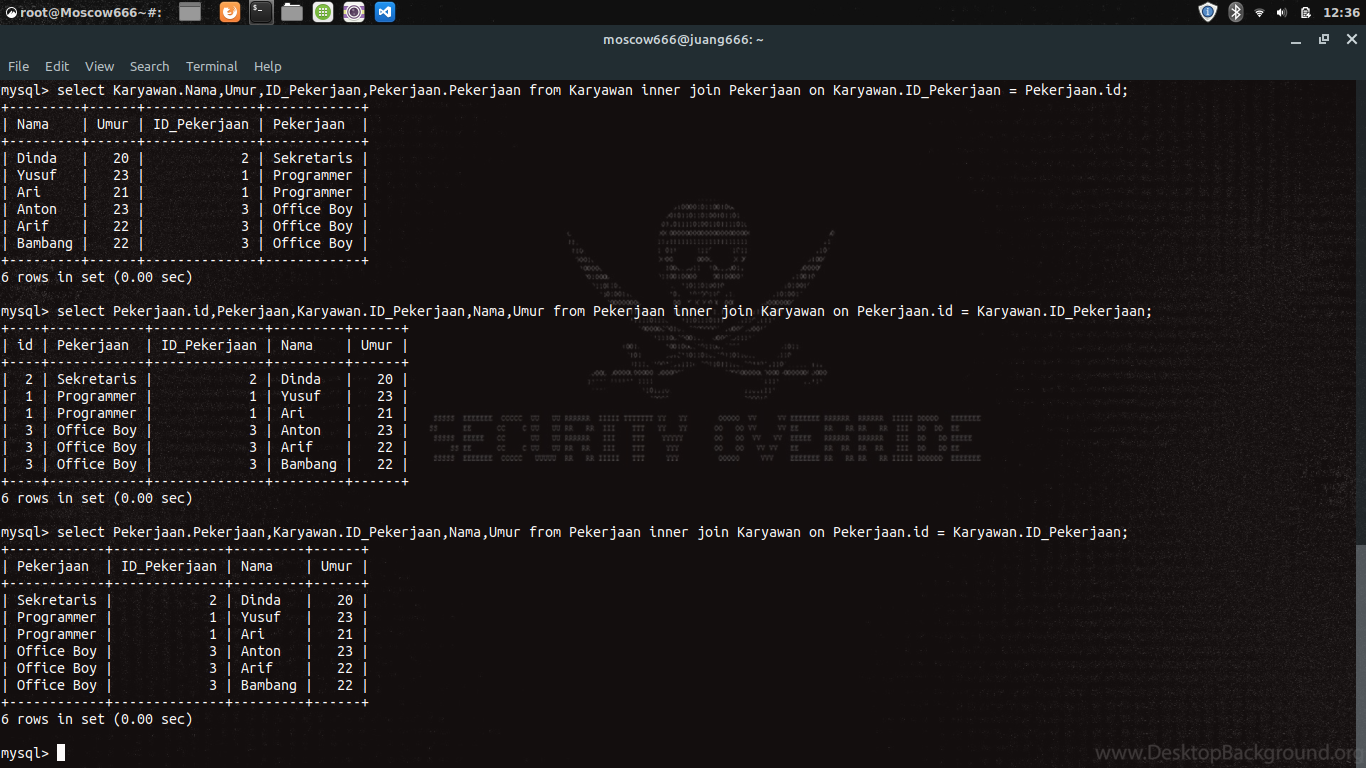 root@Moscow666~#:
12:36
moscow666@juang666: ~
File Edit View Search Terminal Help
mysql> select Karyawan.Nama,Umur,ID_Pekerjaan,Pekerjaan.Pekerjaan from Karyawan inner join Pekerjaan on Karyawan.ID_Pekerjaan = Pekerjaan.id;
+---------+------+--------------+------------+
| Nama    | Umur | ID_Pekerjaan | Pekerjaan  |
+---------+------+--------------+------------+
| Dinda   |   20 |            2 | Sekretaris |
| Yusuf   |   23 |            1 | Programmer |
| Ari     |   21 |            1 | Programmer |
| Anton   |   23 |            3 | Office Boy |
| Arif    |   22 |            3 | Office Boy |
| Bambang |   22 |            3 | Office Boy |
+---------+------+--------------+------------+
6 rows in set (0.00 sec)
mysql> select Pekerjaan.id,Pekerjaan,Karyawan.ID_Pekerjaan,Nama,Umur from Pekerjaan inner join Karyawan on Pekerjaan.id = Karyawan.ID_Pekerjaan;
+----+------------+--------------+---------+------+
| id | Pekerjaan  | ID_Pekerjaan | Nama    | Umur |
+----+------------+--------------+---------+------+
|  2 | Sekretaris |            2 | Dinda   |   20 |
|  1 | Programmer |            1 | Yusuf   |   23 |
|  1 | Programmer |            1 | Ari     |   21 |
|  3 | Office Boy |            3 | Anton   |   23 |
|  3 | Office Boy |            3 | Arif    |   22 |
|  3 | Office Boy |            3 | Bambang |   22 |
+----+------------+--------------+---------+------+
6 rows in set (0.00 sec)
SECURITY OVERRIDE
mysql> select Pekerjaan.Pekerjaan,Karyawan.ID_Pekerjaan,Nama,Umur from Pekerjaan inner join Karyawan on Pekerjaan.id = Karyawan.ID_Pekerjaan;
+------------+--------------+---------+------+
| Pekerjaan  | ID_Pekerjaan | Nama    | Umur |
+------------+--------------+---------+------+
| Sekretaris |            2 | Dinda   |   20 |
| Programmer |            1 | Yusuf   |   23 |
| Programmer |            1 | Ari     |   21 |
| Office Boy |            3 | Anton   |   23 |
| Office Boy |            3 | Arif    |   22 |
| Office Boy |            3 | Bambang |   22 |
+------------+--------------+---------+------+
6 rows in set (0.00 sec)
mysql>
www.DesktopBackground.org